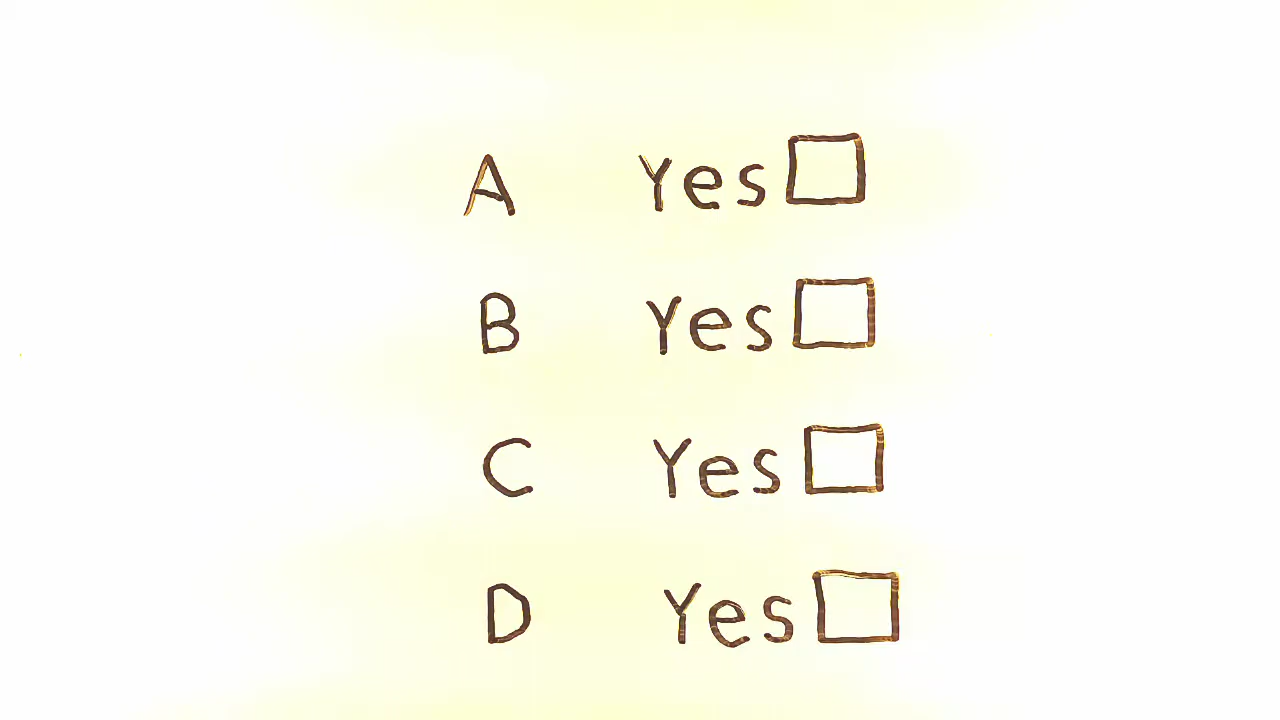 A Yes ☐
B Yes ☐
C Yes ☐
D Yes ☐